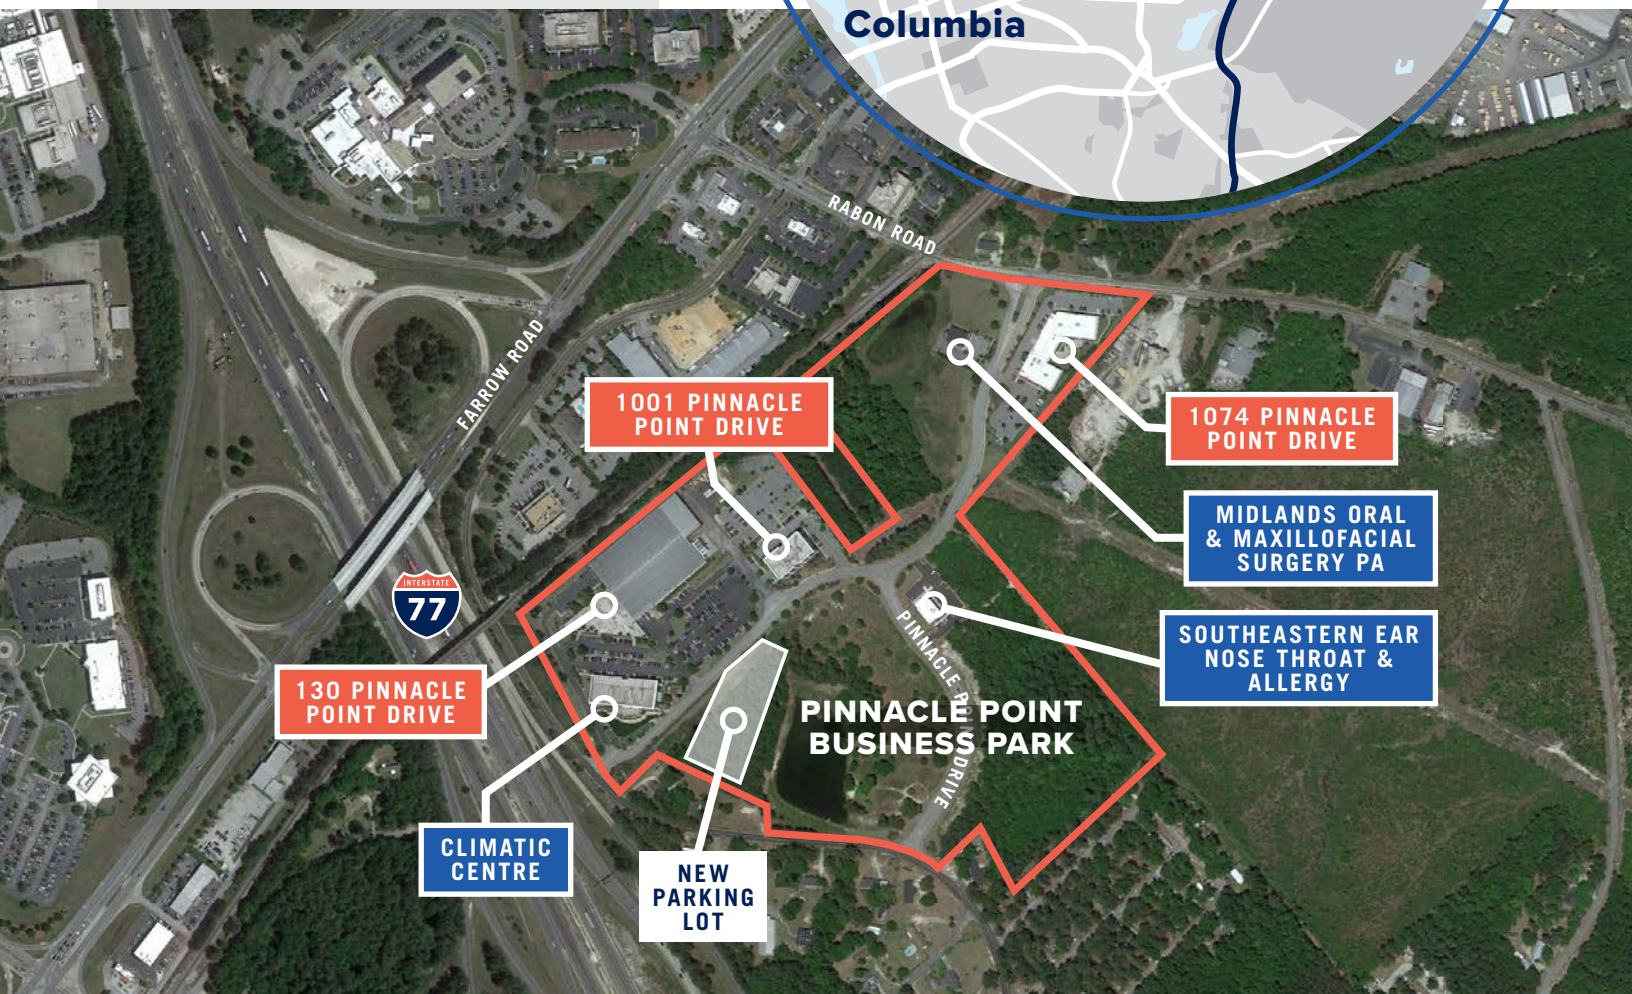 Columbia
RABON ROAD
FARROW ROAD
1001 PINNACLE
POINT DRIVE
1074 PINNACLE
POINT DRIVE
MIDLANDS ORAL
& MAXILLOFACIAL
SURGERY PA
INTERSTATE
77
SOUTHEASTERN EAR
NOSE THROAT &
ALLERGY
PINNACLE POINT DRIVE
130 PINNACLE
POINT DRIVE
PINNACLE POINT
BUSINESS PARK
CLIMATIC
CENTRE
NEW
PARKING
LOT